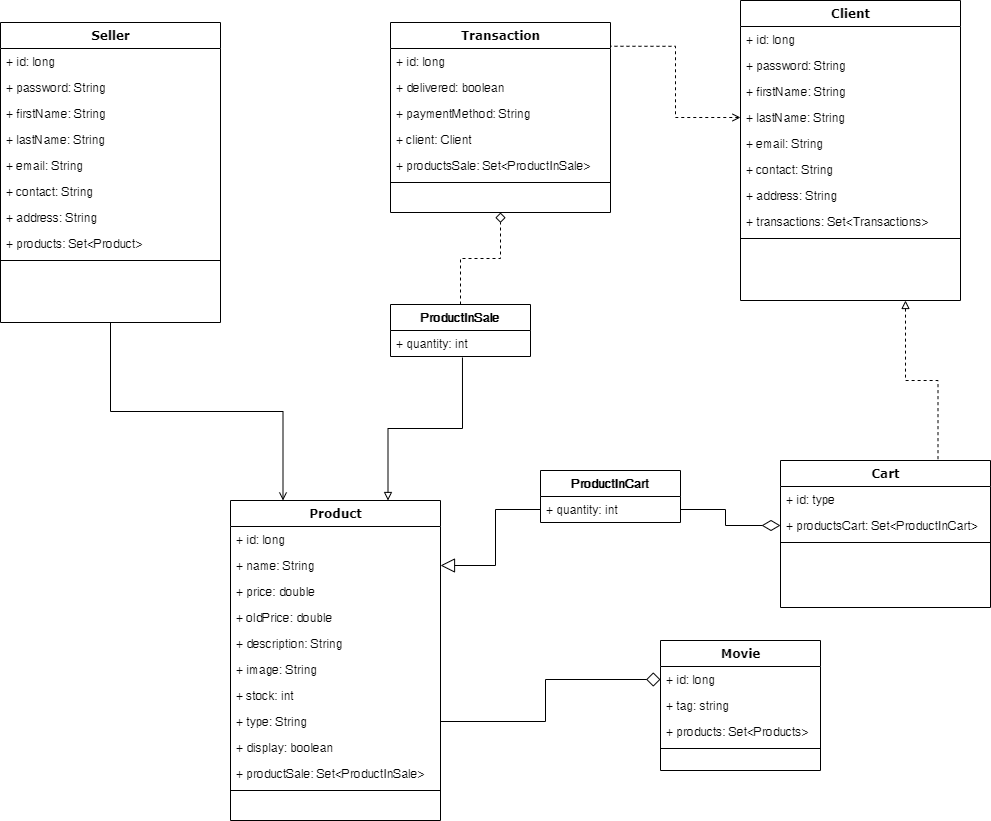 Seller
+ id: long
+ password: String
+ firstName: String
+ lastName: String
+ email: String
+ contact: String
+ address: String
+ products: Set<Product>
Transaction
+ id: long
+ delivered: boolean
+ paymentMethod: String
+ client: Client
+ productsSale: Set<ProductInSale>
Client
+ id: long
+ password: String
+ firstName: String
+ lastName: String
+ email: String
+ contact: String
+ address: String
+ transactions: Set<Transactions>
ProductInSale
+ quantity: int
ProductInCart
+ quantity: int
Cart
+ id: type
+ productsCart: Set<ProductInCart>
Product
+ id: long
+ name: String
+ price: double
+ oldPrice: double
+ description: String
+ image: String
+ stock: int
+ type: String
+ display: boolean
+ productSale: Set<ProductInSale>
Movie
+ id: long
+ tag: string
+ products: Set<Products>